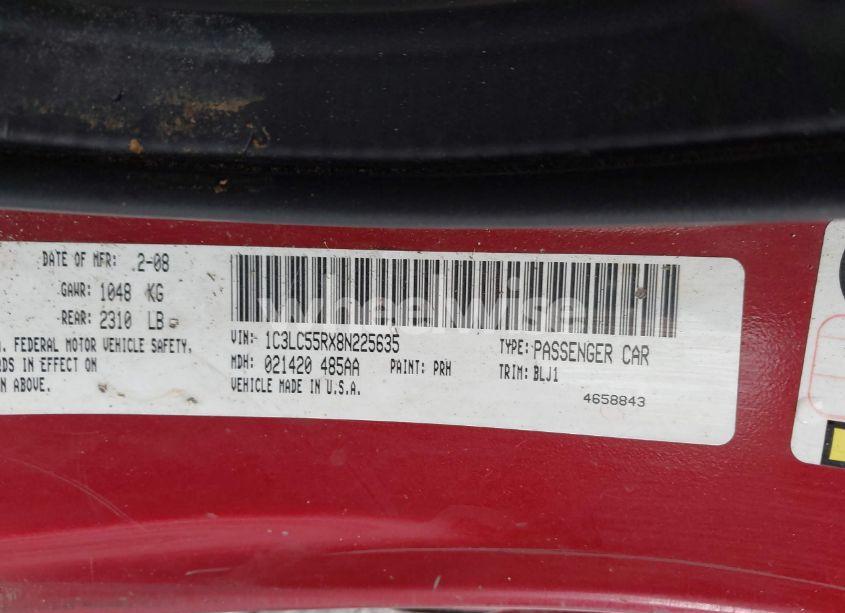 DATE OF MFR: 2-08
GAWR: 1048 KG
REAR: 2310 LB
FEDERAL MOTOR VEHICLE SAFETY,
IN EFFECT ON
ABOVE.
wheelwise
VIN: 1C3LC55RX8N225635
TYPE: PASSENGER CAR
MDH: 021420 485AA PAINT: PRH
TRIM: BLJ1
VEHICLE MADE IN U.S.A.
4658843